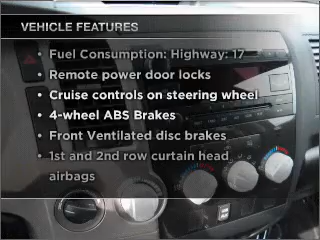 VEHICLE FEATURES
• Fuel Consumption: Highway: 17
• Remote power door locks
• Cruise controls on steering wheel
• 4-wheel ABS Brakes
• Front Ventilated disc brakes
• 1st and 2nd row curtain head
airbags